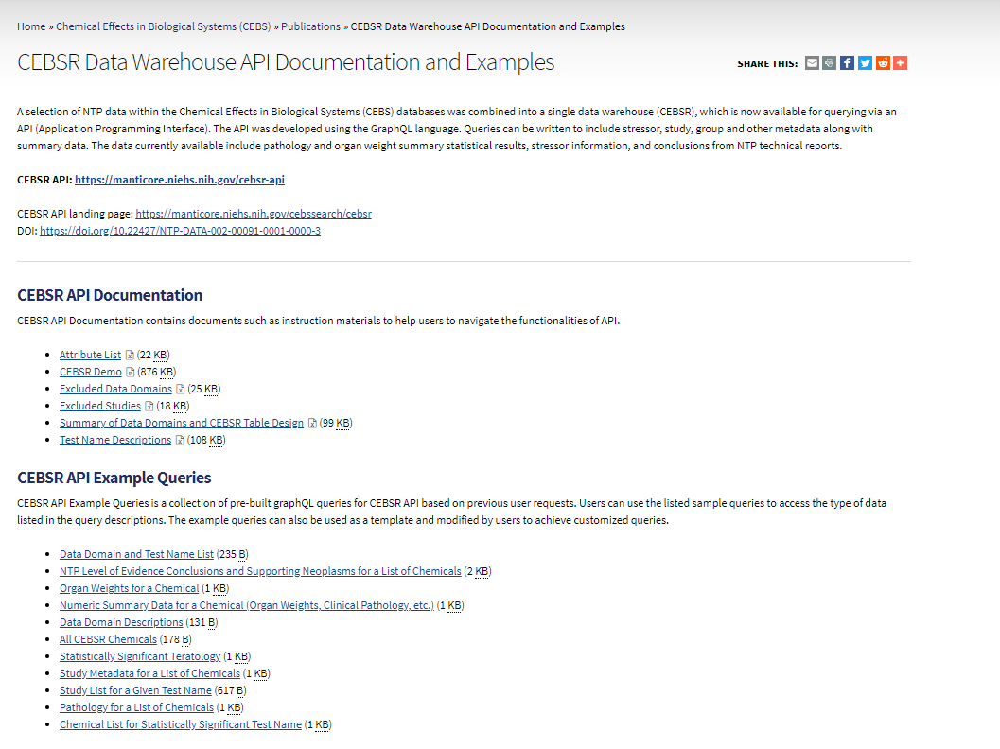 Home » Chemical Effects in Biological Systems (CEBS) » Publications » CEBSR Data Warehouse API Documentation and Examples
CEBSR Data Warehouse API Documentation and Examples
SHARE THIS:
A selection of NTP data within the Chemical Effects in Biological Systems (CEBS) databases was combined into a single data warehouse (CEBSR), which is now available for querying via an
API (Application Programming Interface). The API was developed using the GraphQL language. Queries can be written to include stressor, study, group and other metadata along with
summary data. The data currently available include pathology and organ weight summary statistical results, stressor information, and conclusions from NTP technical reports.
CEBSR API: https://manticore.niehs.nih.gov/cebsr-api
CEBSR API landing page: https://manticore.niehs.nih.gov/cebssearch/cebsr
DOI: https://doi.org/10.22427/NTP-DATA-002-00091-0001-0000-3
CEBSR API Documentation
CEBSR API Documentation contains documents such as instruction materials to help users to navigate the functionalities of API.
• Attribute List (22 KB)
• CEBSR Demo (876 KB)
• Excluded Data Domains (25 KB)
• Excluded Studies (18 KB)
• Summary of Data Domains and CEBSR Table Design (99 KB)
• Test Name Descriptions (108 KB)
CEBSR API Example Queries
CEBSR API Example Queries is a collection of pre-built graphQL queries for CEBSR API based on previous user requests. Users can use the listed sample queries to access the type of data
listed in the query descriptions. The example queries can also be used as a template and modified by users to achieve customized queries.
• Data Domain and Test Name List (235 B)
• NTP Level of Evidence Conclusions and Supporting Neoplasms for a List of Chemicals (2 KB)
• Organ Weights for a Chemical (1 KB)
• Numeric Summary Data for a Chemical (Organ Weights, Clinical Pathology, etc.) (1 KB)
• Data Domain Descriptions (131 B)
• All CEBSR Chemicals (178 B)
• Statistically Significant Teratology (1 KB)
• Study Metadata for a List of Chemicals (1 KB)
• Study List for a Given Test Name (617 B)
• Pathology for a List of Chemicals (1 KB)
• Chemical List for Statistically Significant Test Name (1 KB)